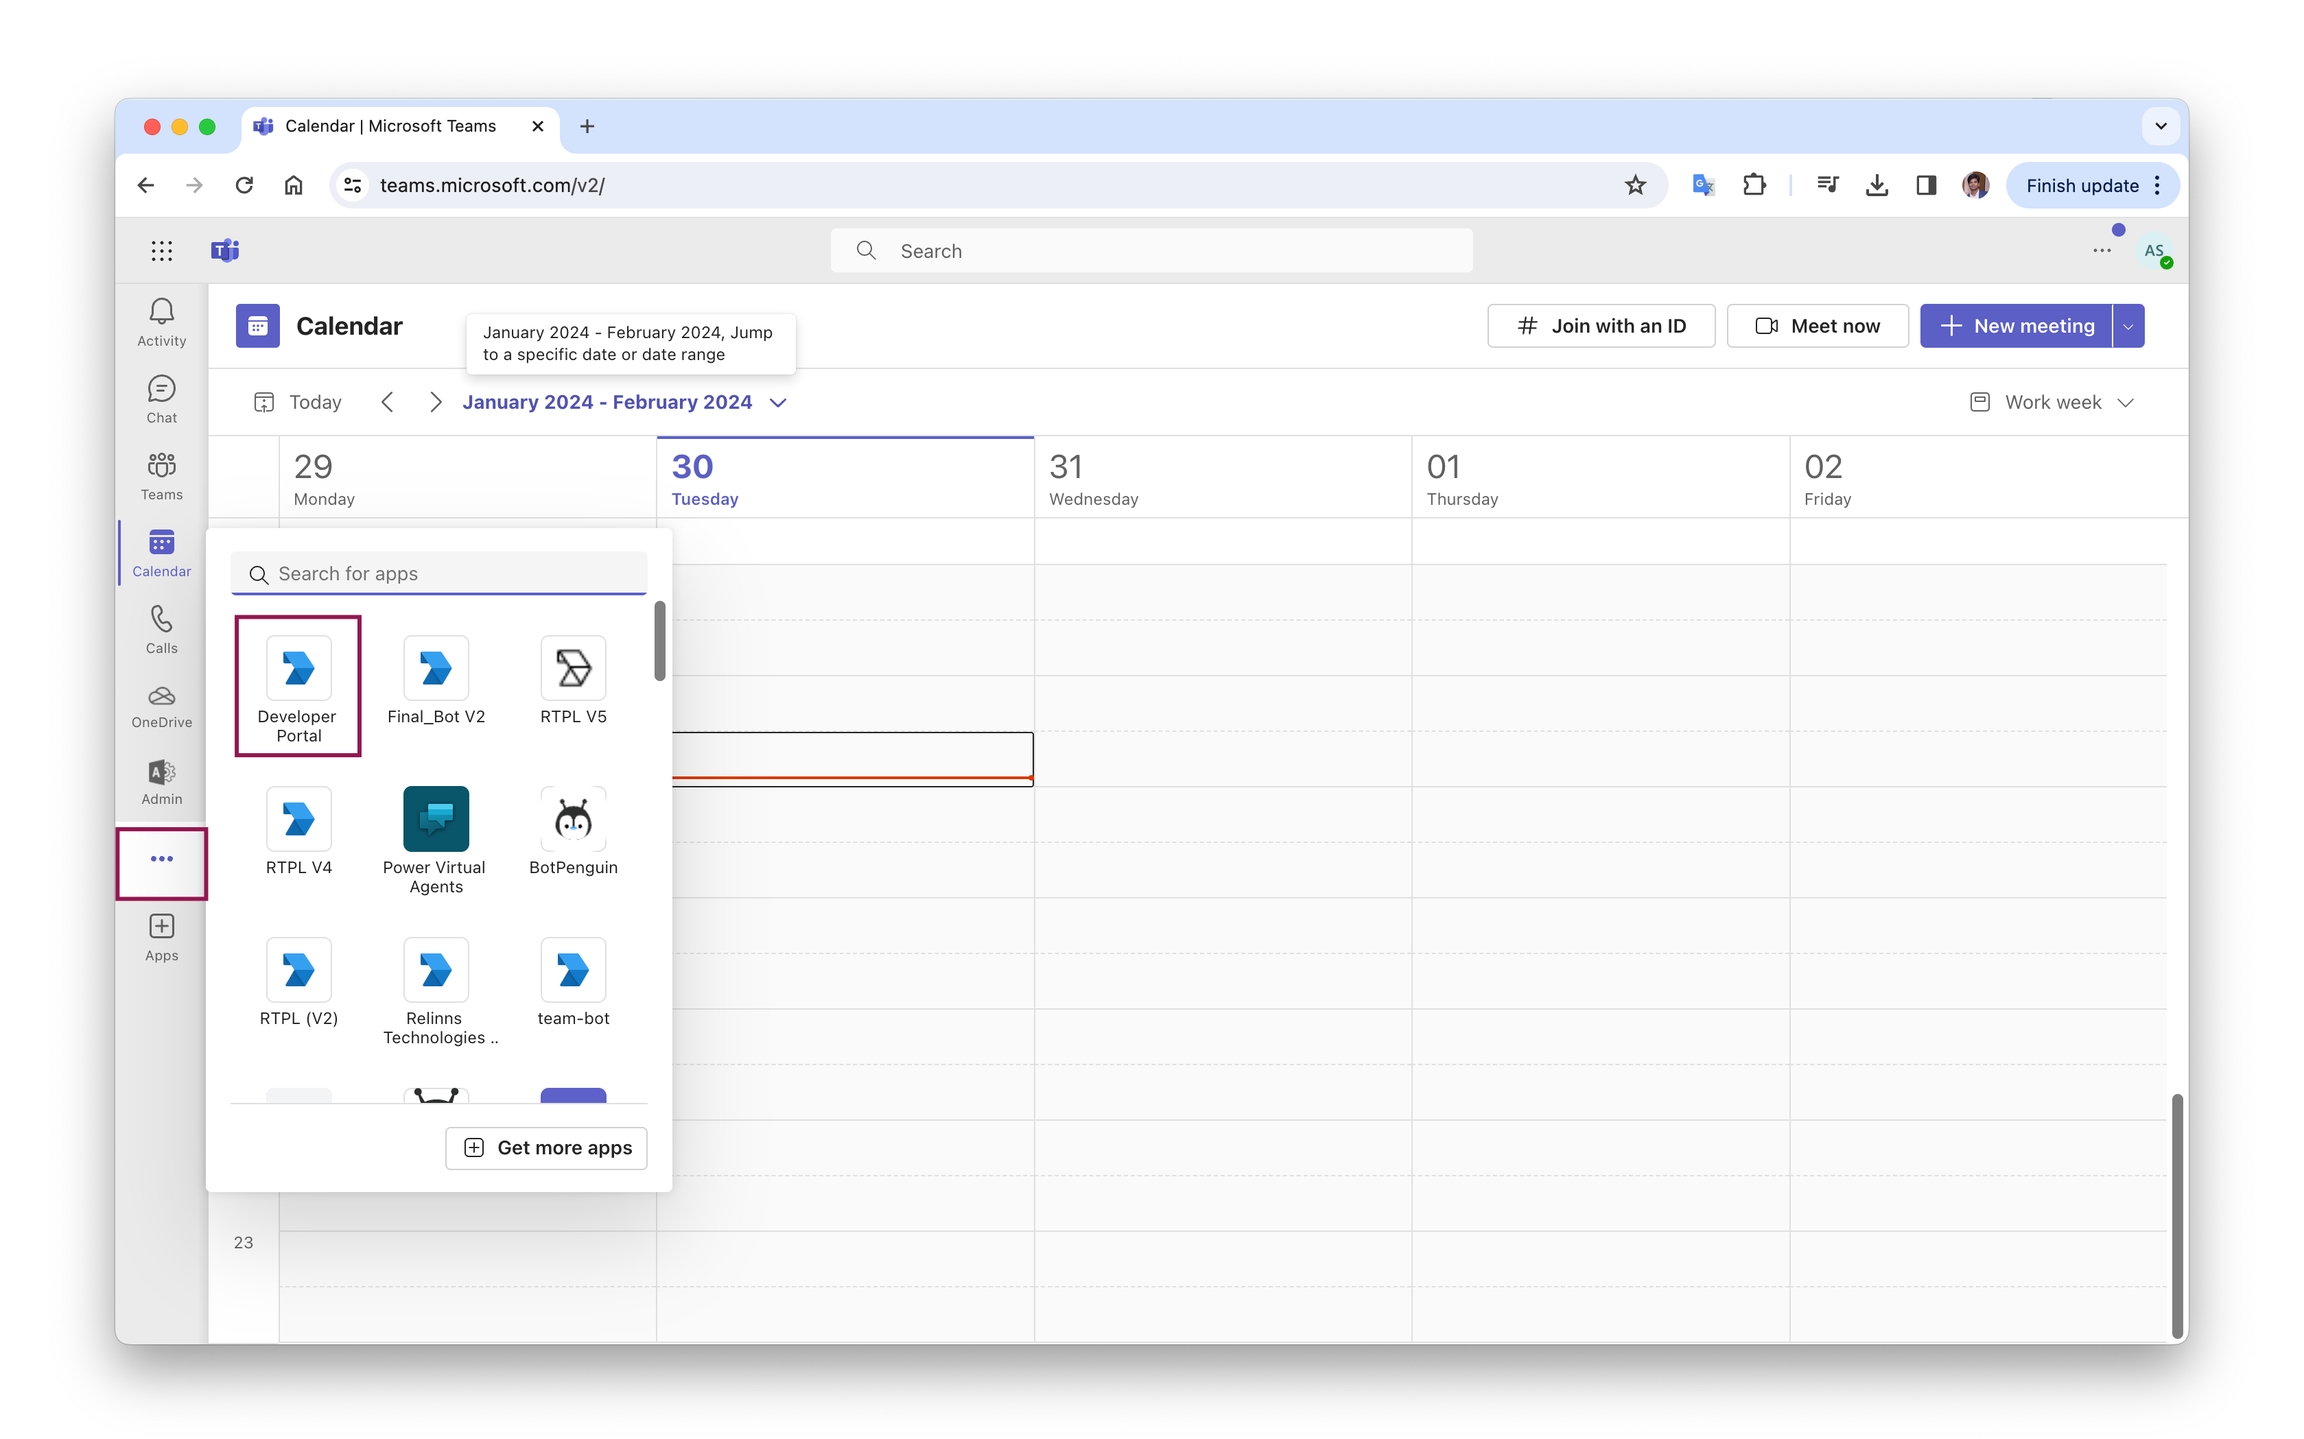 Calendar | Microsoft Teams
teams.microsoft.com/v2/
Finish update
Search
AS
Activity
Chat
Teams
Calendar
Calls
OneDrive
Admin
Apps
Calendar
January 2024 - February 2024, Jump
to a specific date or date range
Join with an ID
Meet now
New meeting
Today
January 2024 - February 2024
Work week
29
Monday
30
Tuesday
31
Wednesday
01
Thursday
02
Friday
Search for apps
Developer
Portal
Final_Bot V2
RTPL V5
RTPL V4
Power Virtual
Agents
BotPenguin
RTPL (V2)
Relinns
Technologies ..
team-bot
Get more apps
23